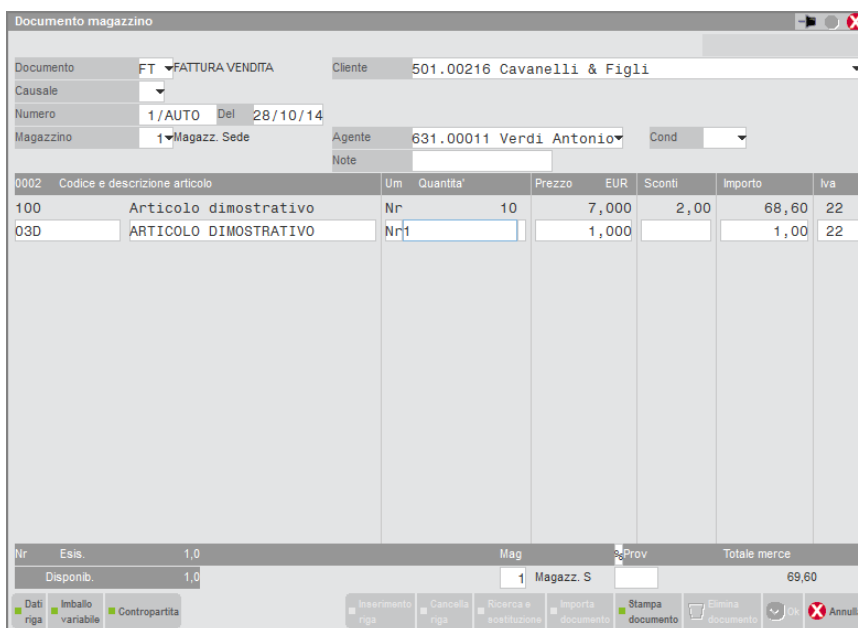 Documento magazzino
Documento FT FATTURA VENDITA Cliente 501.00216 Cavanelli & Figli
Causale
Numero 1/AUTO Del 28/10/14
Magazzino 1 Magazz. Sede Agente 631.00011 Verdi Antonio Cond
Note
0002 Codice e descrizione articolo Um Quantita' Prezzo EUR Sconti Importo Iva
100 Articolo dimostrativo Nr 10 7,000 2,00 68,60 22
03D ARTICOLO DIMOSTRATIVO Nr 1 1,000 1,00 22
Nr Esis. 1,0 Mag % Prov Totale merce
Disponib. 1,0 1 Magazz. S 69,60
Dati riga Imballo variabile Contropartita Inserimento riga Cancella riga Ricerca e sostituzione Importa documento Stampa documento Elimina documento Ok Annull